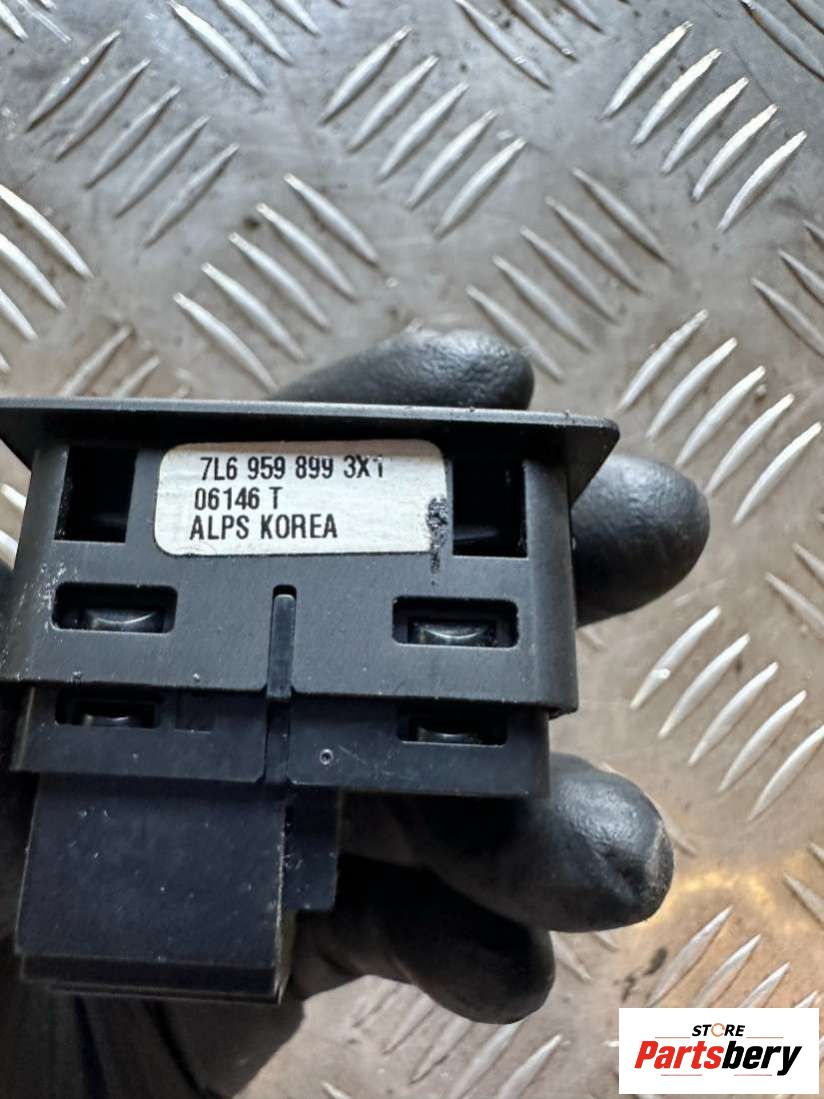 7L6 959 899 3X1
06146 T
ALPS KOREA
STORE
Partsbery